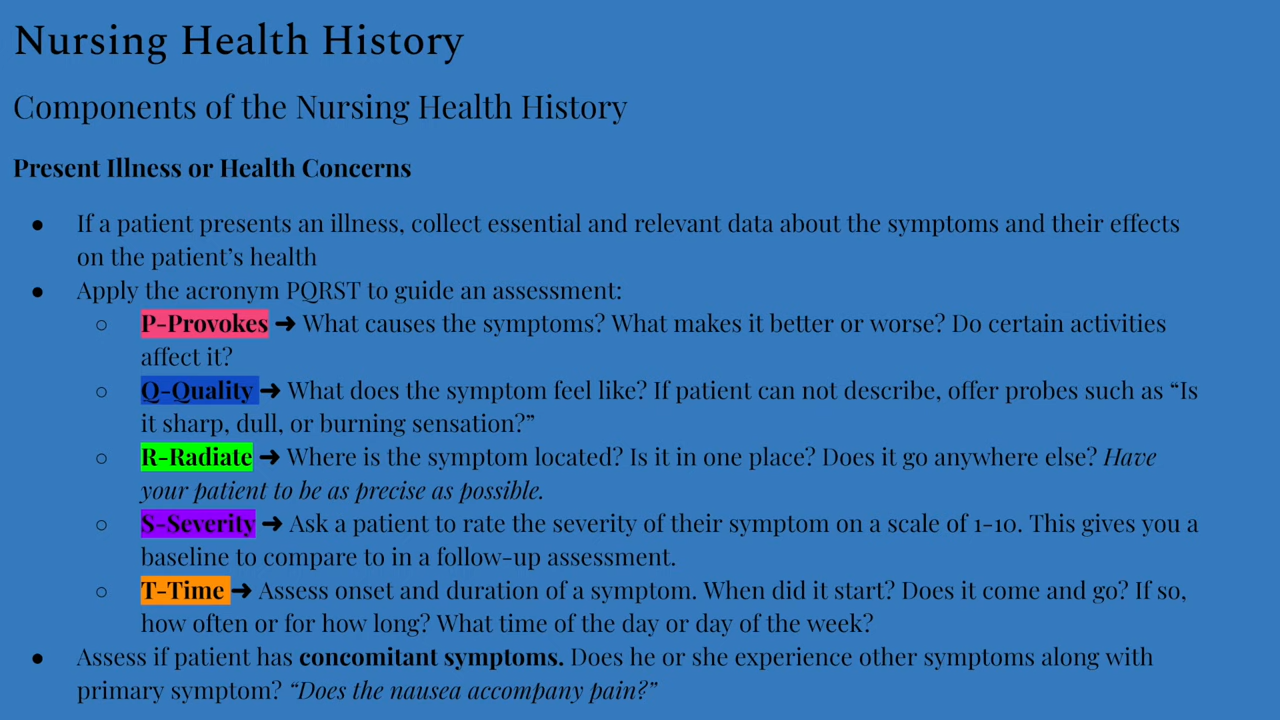 Nursing Health History
Components of the Nursing Health History
Present Illness or Health Concerns
● If a patient presents an illness, collect essential and relevant data about the symptoms and their effects
on the patient’s health
● Apply the acronym PQRST to guide an assessment:
○ P-Provokes ➜ What causes the symptoms? What makes it better or worse? Do certain activities
affect it?
○ Q-Quality ➜ What does the symptom feel like? If patient can not describe, offer probes such as “Is
it sharp, dull, or burning sensation?”
○ R-Radiate ➜ Where is the symptom located? Is it in one place? Does it go anywhere else? Have
your patient to be as precise as possible.
○ S-Severity ➜ Ask a patient to rate the severity of their symptom on a scale of 1-10. This gives you a
baseline to compare to in a follow-up assessment.
○ T-Time ➜ Assess onset and duration of a symptom. When did it start? Does it come and go? If so,
how often or for how long? What time of the day or day of the week?
● Assess if patient has concomitant symptoms. Does he or she experience other symptoms along with
primary symptom? “Does the nausea accompany pain?”